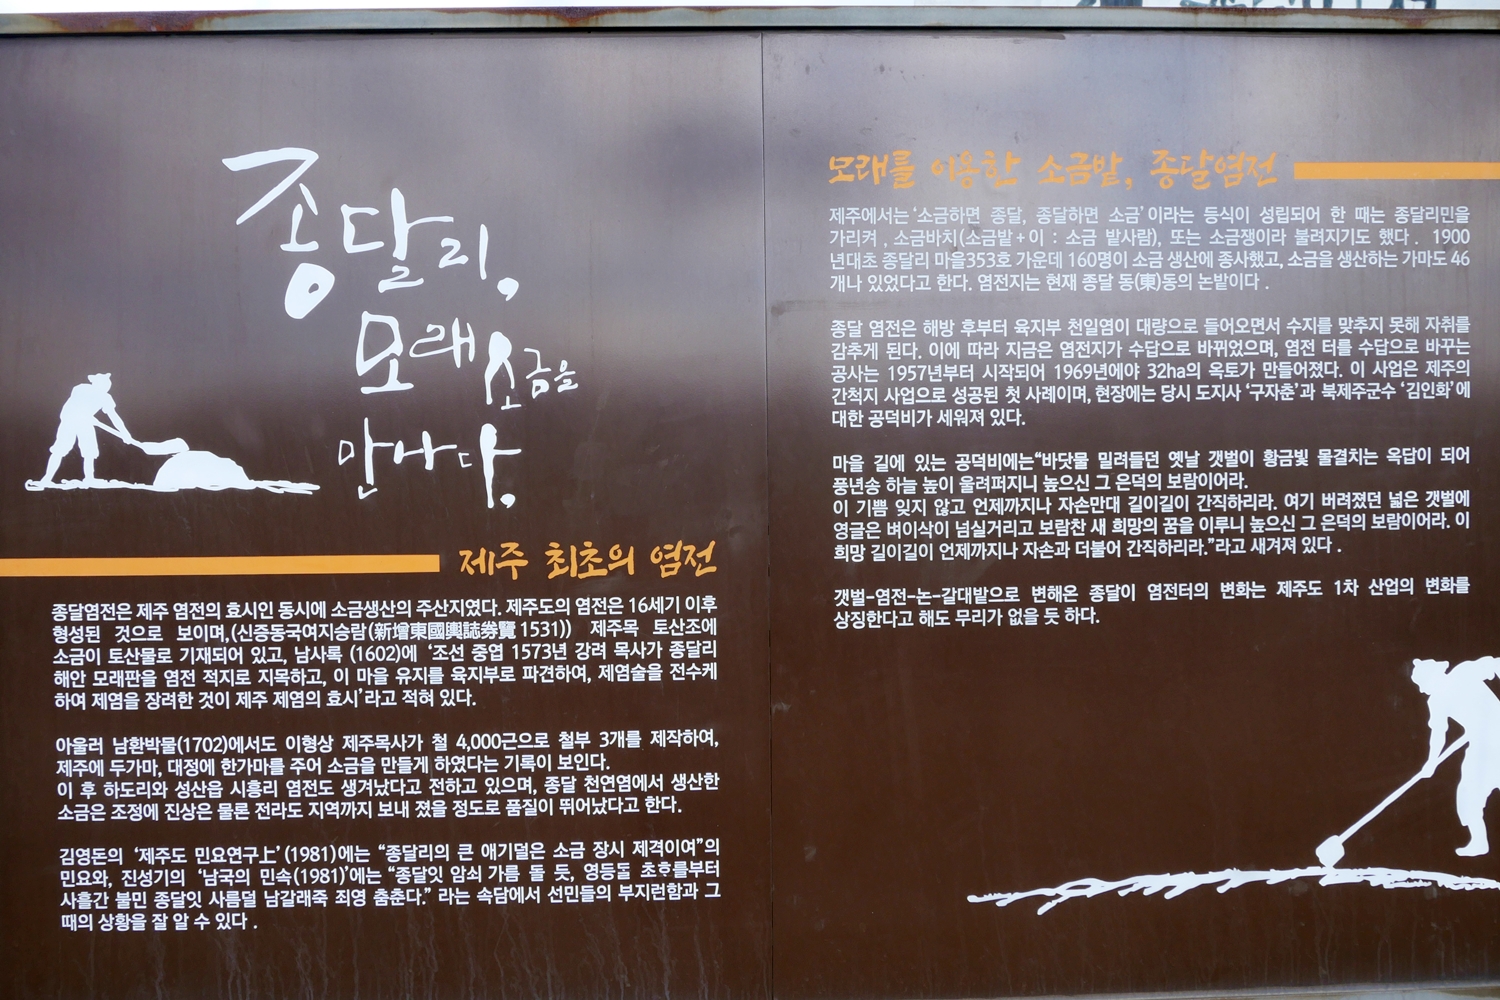 종달리,
모래 소금을
만나다.
제주 최초의 염전
종달염전은 제주 염전의 효시인 동시에 소금생산의 주산지였다. 제주도의 염전은 16세기 이후
형성된 것으로 보이며,(신증동국여지승람(新增東國輿誌券覽 1531)) 제주목 토산조에
소금이 토산물로 기재되어 있고, 남사록 (1602)에 ‘조선 중엽 1573년 강려 목사가 종달리
해안 모래판을 염전 적지로 지목하고, 이 마을 유지를 육지부로 파견하여, 제염술을 전수케
하여 제염을 장려한 것이 제주 제염의 효시’라고 적혀 있다.
아울러 남환박물(1702)에서도 이형상 제주목사가 철 4,000근으로 철부 3개를 제작하여,
제주에 두가마, 대정에 한가마를 주어 소금을 만들게 하였다는 기록이 보인다.
이 후 하도리와 성산읍 시흥리 염전도 생겨났다고 전하고 있으며, 종달 천연염에서 생산한
소금은 조정에 진상은 물론 전라도 지역까지 보내 졌을 정도로 품질이 뛰어났다고 한다.
김영돈의 ‘제주도 민요연구上’(1981)에는 “종달리의 큰 애기덜은 소금 장시 제격이여”의
민요와, 진성기의 ‘남국의 민속(1981)’에는 “종달잇 암쇠 가름 돌 듯, 영등둘 초호를부터
사흘간 불민 종달잇 사름덜 남갈래죽 죄영 춤춘다.” 라는 속담에서 선민들의 부지런함과 그
때의 상황을 잘 알 수 있다 .
모래를 이용한 소금밭, 종달염전
제주에서는 ‘소금하면 종달, 종달하면 소금’ 이라는 등식이 성립되어 한 때는 종달리민을
가리켜 , 소금바치(소금밭+이 : 소금 밭사람), 또는 소금쟁이라 불려지기도 했다 . 1900
년대초 종달리 마을353호 가운데 160명이 소금 생산에 종사했고, 소금을 생산하는 가마도 46
개나 있었다고 한다. 염전지는 현재 종달 동(東)동의 논밭이다 .
종달 염전은 해방 후부터 육지부 천일염이 대량으로 들어오면서 수지를 맞추지 못해 자취를
감추게 된다. 이에 따라 지금은 염전지가 수답으로 바뀌었으며, 염전 터를 수답으로 바꾸는
공사는 1957년부터 시작되어 1969년에야 32ha의 옥토가 만들어졌다. 이 사업은 제주의
간척지 사업으로 성공된 첫 사례이며, 현장에는 당시 도지사 ‘구자춘’과 북제주군수 ‘김인화’에
대한 공덕비가 세워져 있다.
마을 길에 있는 공덕비에는“바닷물 밀려들던 옛날 갯벌이 황금빛 물결치는 옥답이 되어
풍년송 하늘 높이 울려퍼지니 높으신 그 은덕의 보람이어라.
이 기쁨 잊지 않고 언제까지나 자손만대 길이길이 간직하리라. 여기 버려졌던 넓은 갯벌에
영글은 벼이삭이 넘실거리고 보람찬 새 희망의 꿈을 이루니 높으신 그 은덕의 보람이어라. 이
희망 길이길이 언제까지나 자손과 더불어 간직하리라.”라고 새겨져 있다 .
갯벌-염전-논-갈대밭으로 변해온 종달이 염전터의 변화는 제주도 1차 산업의 변화를
상징한다고 해도 무리가 없을 듯 하다.